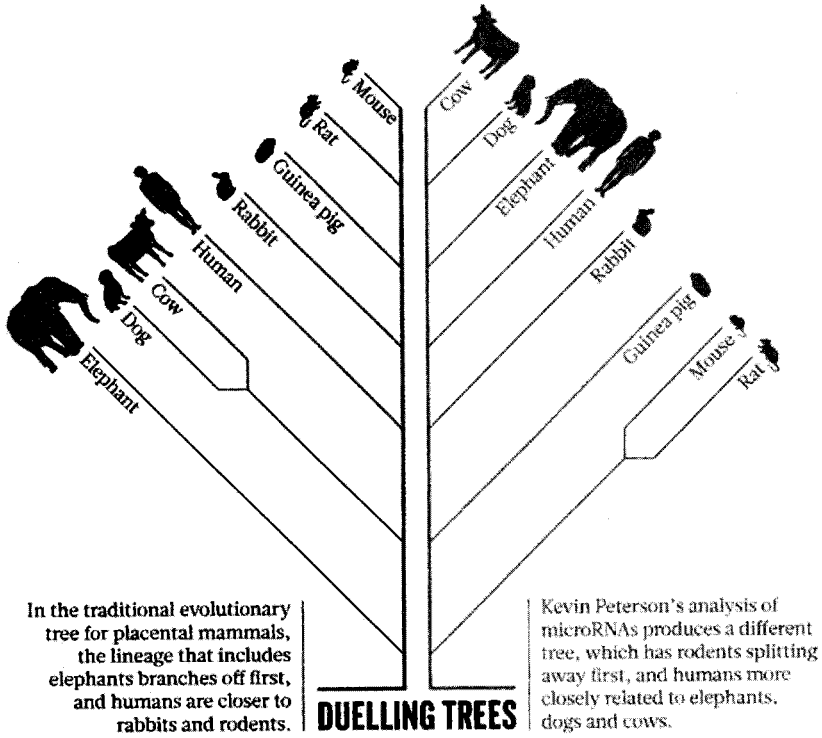 Mouse
Rat
Guinea pig
Rabbit
Human
Cow
Dog
Elephant
Cow
Dog
Elephant
Human
Rabbit
Guinea pig
Mouse
Rat
In the traditional evolutionary
tree for placental mammals,
the lineage that includes
elephants branches off first,
and humans are closer to
rabbits and rodents.
DUELLING TREES
Kevin Peterson's analysis of
microRNAs produces a different
tree, which has rodents splitting
away first, and humans more
closely related to elephants,
dogs and cows.